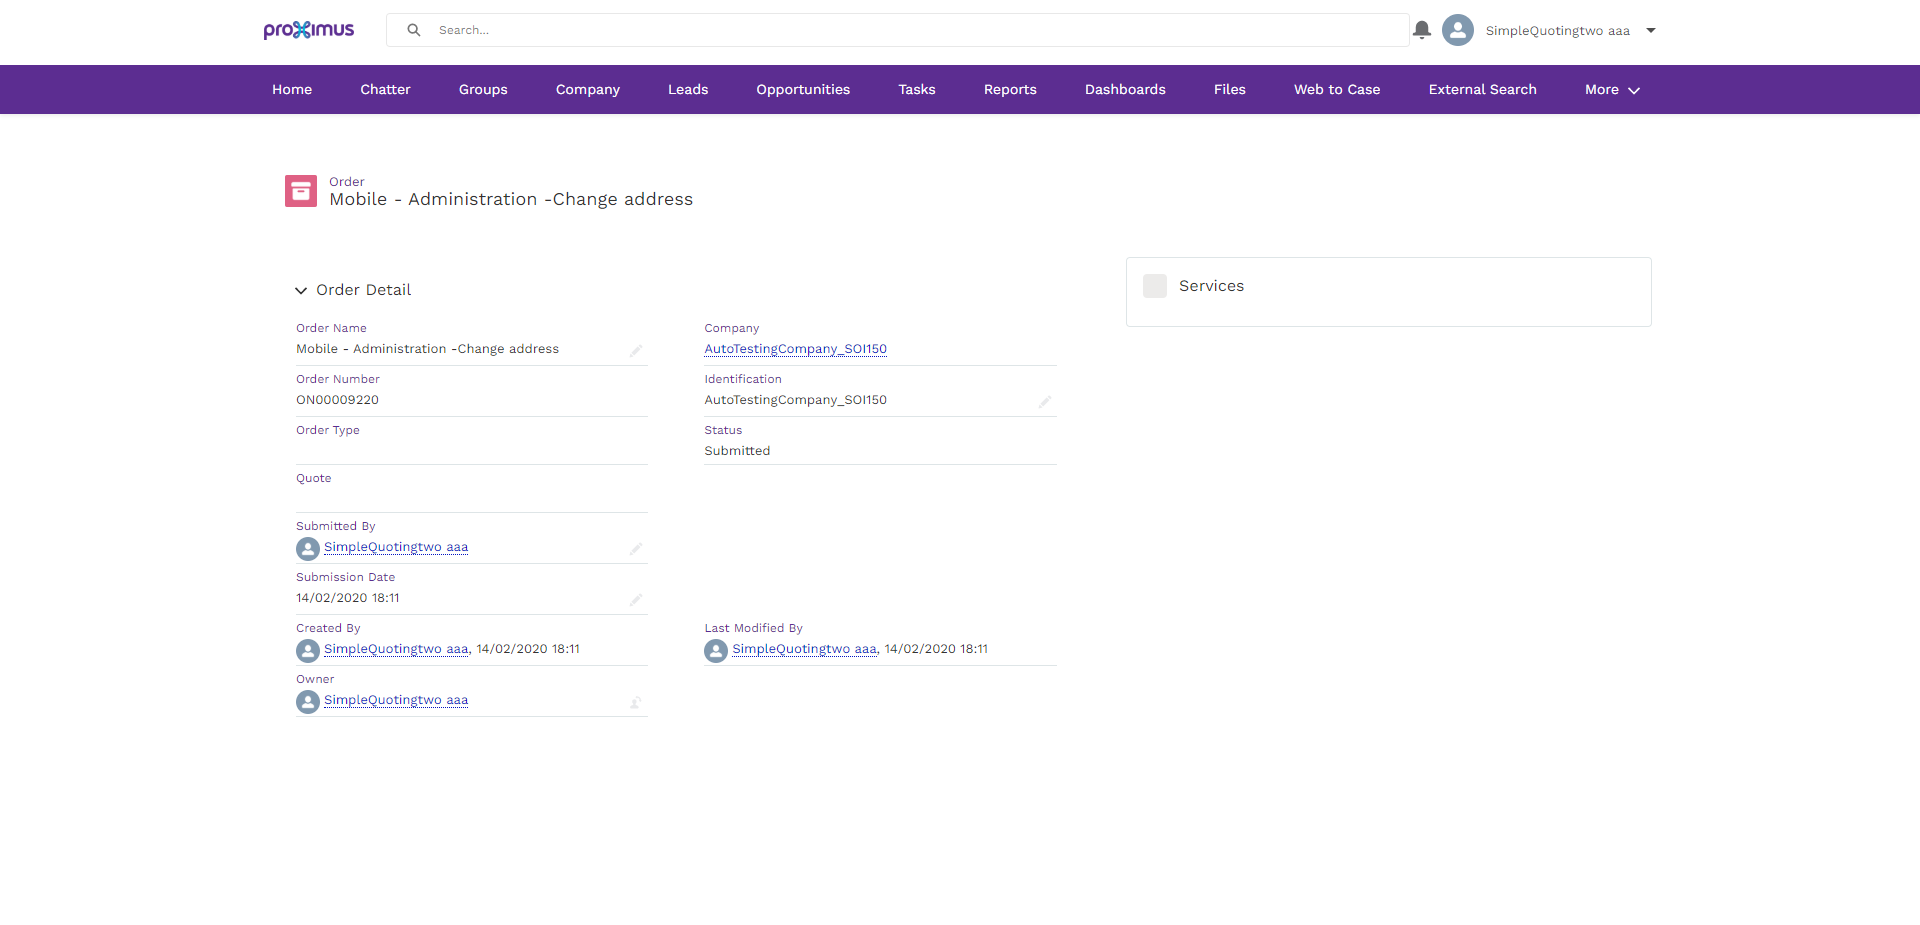 proximus
Search...
SimpleQuotingtwo aaa
Home Chatter Groups Company Leads Opportunities Tasks Reports Dashboards Files Web to Case External Search More
Order
Mobile - Administration -Change address
Order Detail
Services
Order Name
Mobile - Administration -Change address
Company
AutoTestingCompany_SOI150
Order Number
ON00009220
Identification
AutoTestingCompany_SOI150
Order Type
Status
Submitted
Quote
Submitted By
SimpleQuotingtwo aaa
Submission Date
14/02/2020 18:11
Created By
SimpleQuotingtwo aaa, 14/02/2020 18:11
Last Modified By
SimpleQuotingtwo aaa, 14/02/2020 18:11
Owner
SimpleQuotingtwo aaa